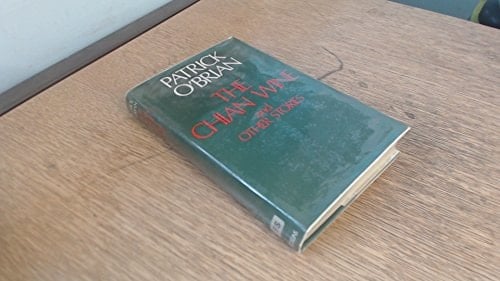 PATRICK
O'BRIAN
THE
CHIAN WINE
and
OTHER STORIES